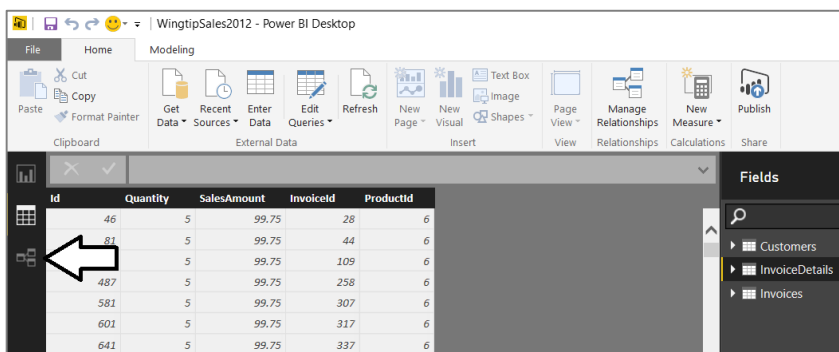 WingtipSales2012 - Power BI Desktop
File Home Modeling
Paste
Cut
Copy
Format Painter
Clipboard
Get Data
Recent Sources
Enter Data
Edit Queries
Refresh
External Data
New Page
New Visual
Text Box
Image
Shapes
Insert
Page View
View
Manage Relationships
Relationships
New Measure
Calculations
Publish
Share
Id Quantity SalesAmount InvoiceId ProductId
46 5 99.75 28 6
81 5 99.75 44 6
5 99.75 109 6
487 5 99.75 258 6
581 5 99.75 307 6
601 5 99.75 317 6
641 5 99.75 337 6
Fields
Customers
InvoiceDetails
Invoices